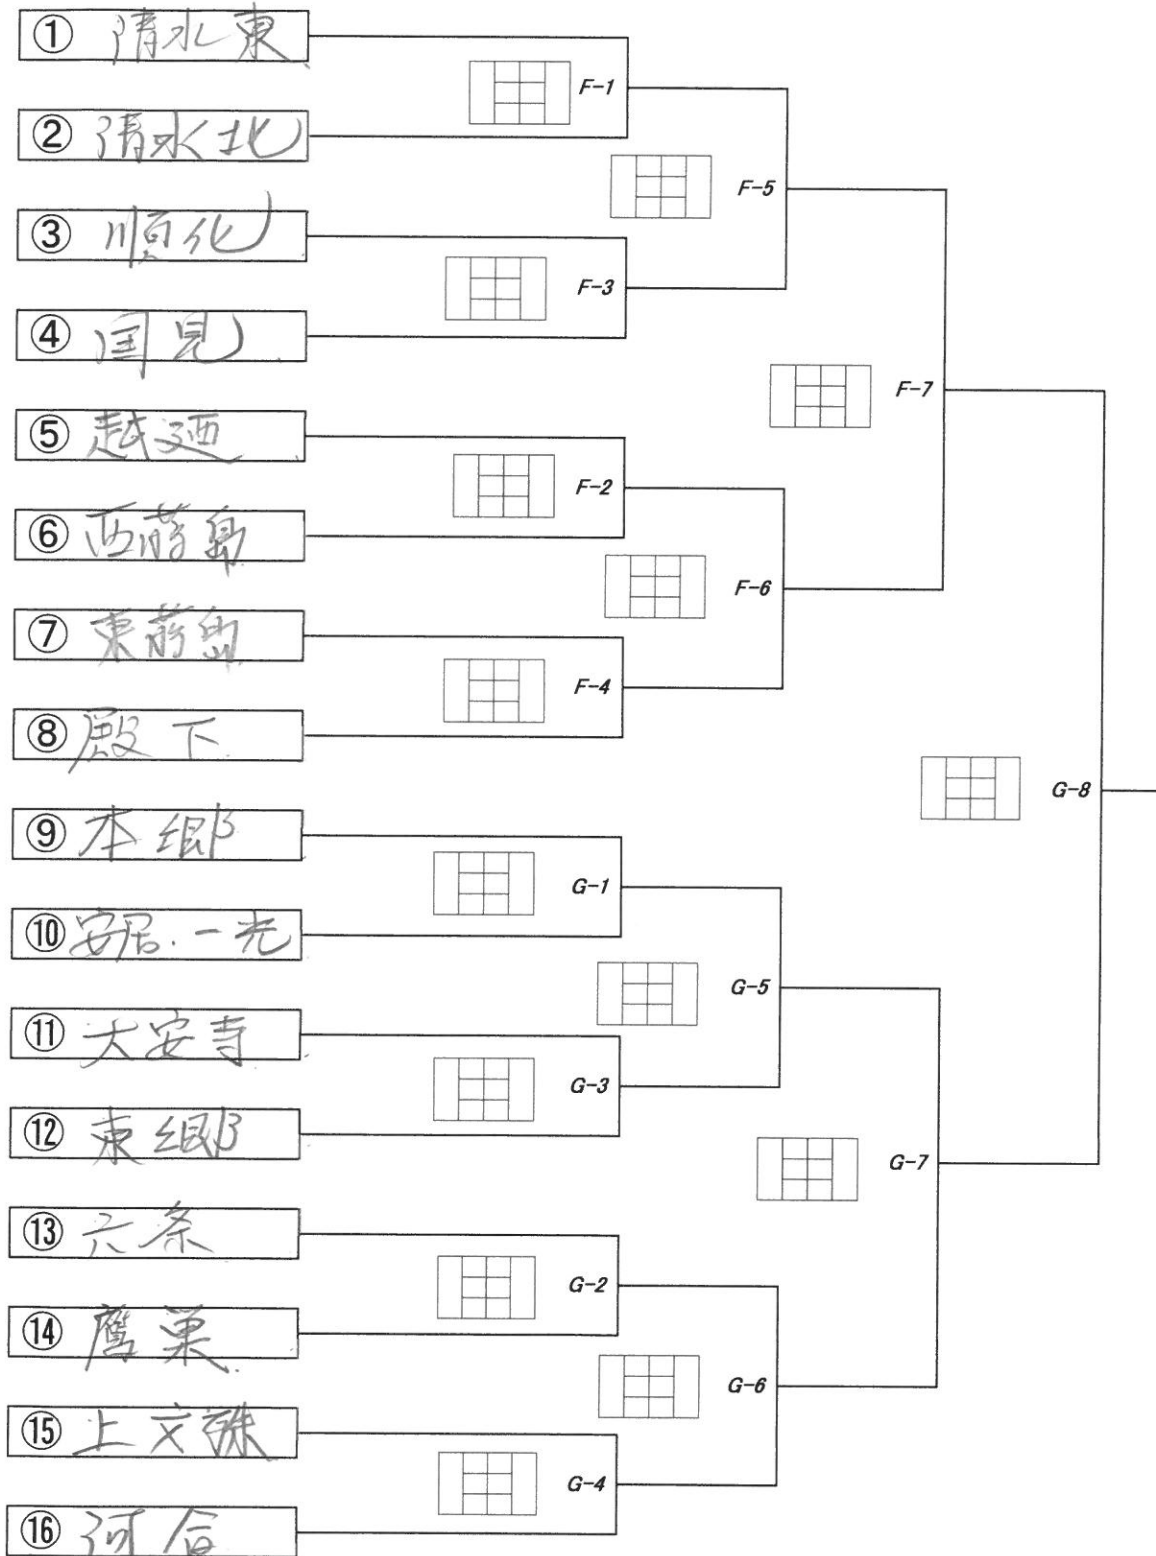 ① 清水東
F-1
② 清水北
F-5
③ 順化
F-3
④ 国見
F-7
⑤ 越廼
F-2
⑥ 西藤島
F-6
⑦ 東藤島
F-4
⑧ 殿下
G-8
⑨ 本郷
G-1
⑩ 安居・一光
G-5
⑪ 大安寺
G-3
⑫ 東郷
G-7
⑬ 六条
G-2
⑭ 鷹巣
G-6
⑮ 上文殊
G-4
⑯ 河合